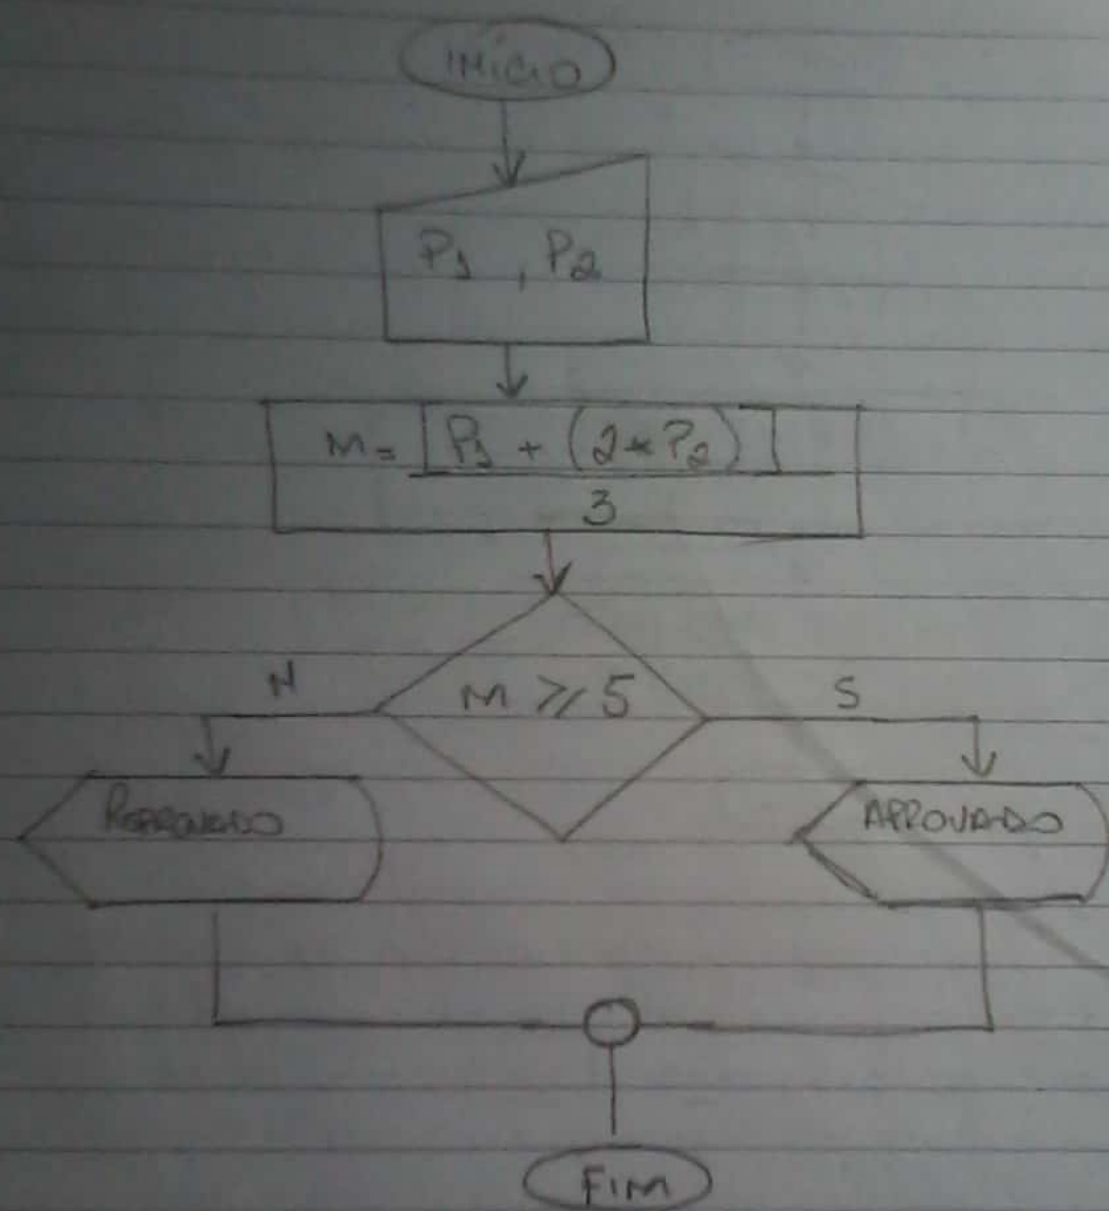 INÍCIO
P1 , P2
M = [P1 + (2*P2)]
3
M ≥ 5
N
S
REPROVADO
APROVADO
FIM